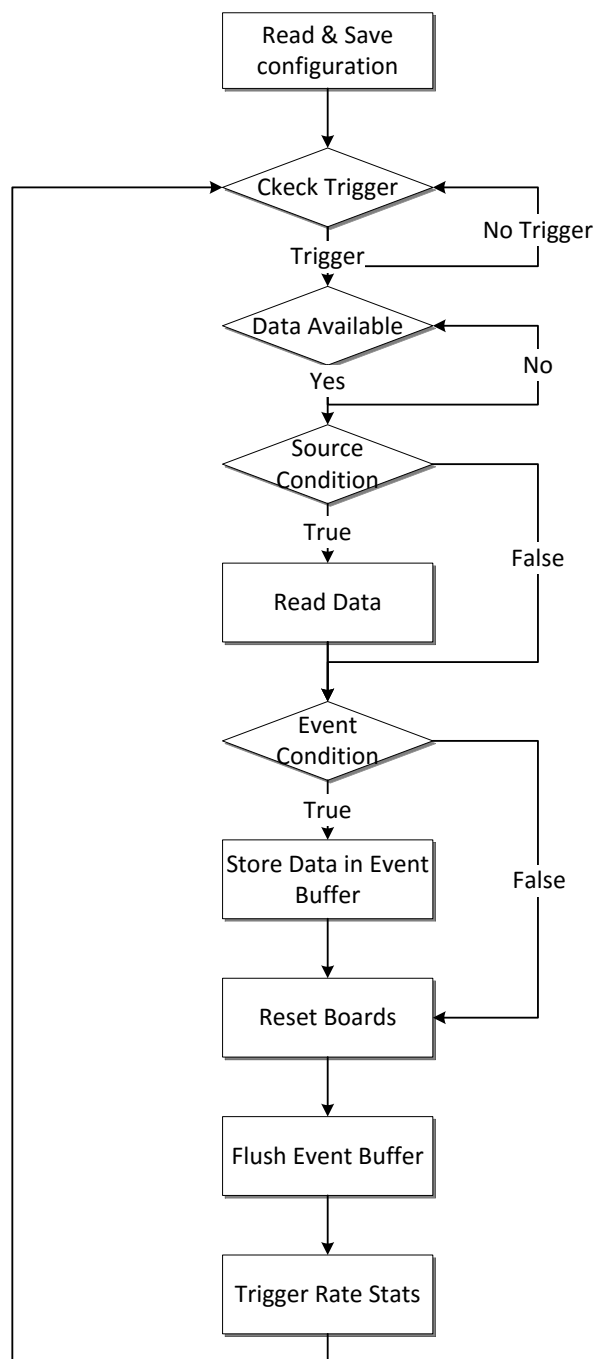 Read & Save
configuration
Ckeck Trigger
No Trigger
Trigger
Data Available
No
Yes
Source
Condition
True
False
Read Data
Event
Condition
True
Store Data in Event
Buffer
False
Reset Boards
Flush Event Buffer
Trigger Rate Stats